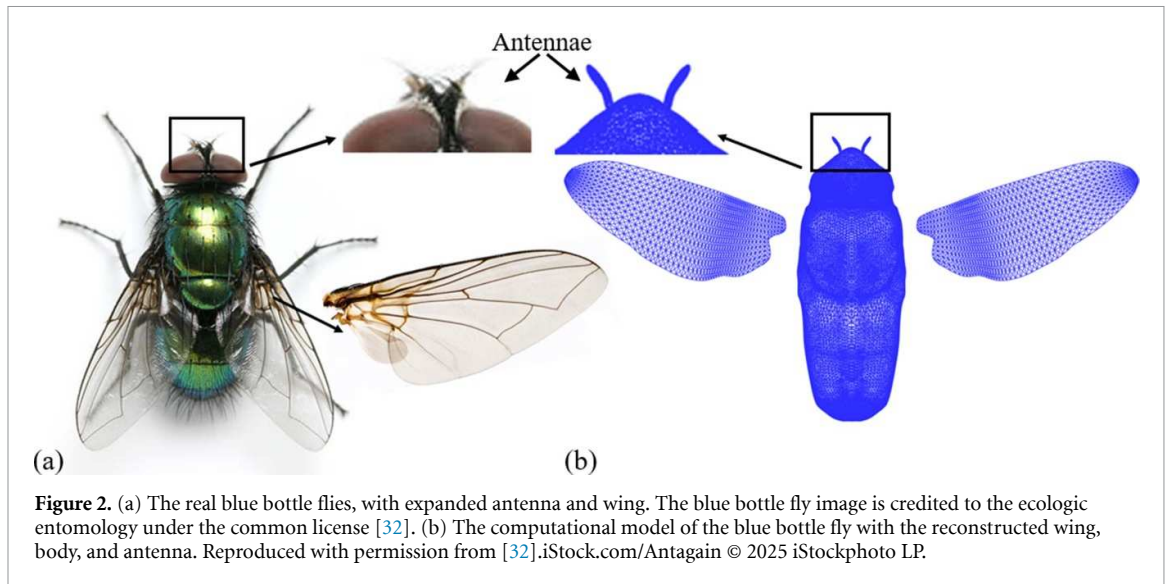 Antennae
(a)
(b)
Figure 2. (a) The real blue bottle flies, with expanded antenna and wing. The blue bottle fly image is credited to the ecologic
entomology under the common license [32]. (b) The computational model of the blue bottle fly with the reconstructed wing,
body, and antenna. Reproduced with permission from [32].iStock.com/Antagain © 2025 iStockphoto LP.